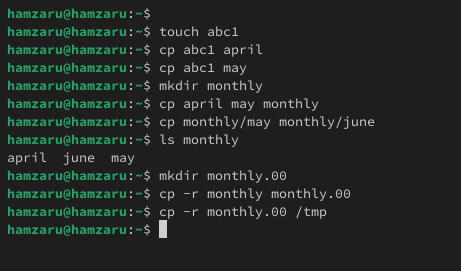 hamzaru@hamzaru:~$
hamzaru@hamzaru:~$ touch abc1
hamzaru@hamzaru:~$ cp abc1 april
hamzaru@hamzaru:~$ cp abc1 may
hamzaru@hamzaru:~$ mkdir monthly
hamzaru@hamzaru:~$ cp april may monthly
hamzaru@hamzaru:~$ cp monthly/may monthly/june
hamzaru@hamzaru:~$ ls monthly
april  june  may
hamzaru@hamzaru:~$ mkdir monthly.00
hamzaru@hamzaru:~$ cp -r monthly monthly.00
hamzaru@hamzaru:~$ cp -r monthly.00 /tmp
hamzaru@hamzaru:~$